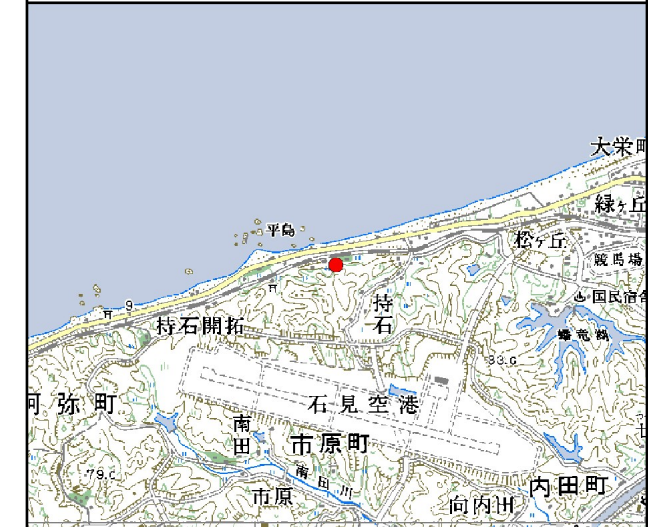 大栄町
緑ヶ丘
平島
松ヶ丘
競馬場
国民宿舎
9
持石
持石開拓
蟠竜湖
33.6
石見空港
弥町
南田
市原町
79.
南田川
内田町
市原
向内田